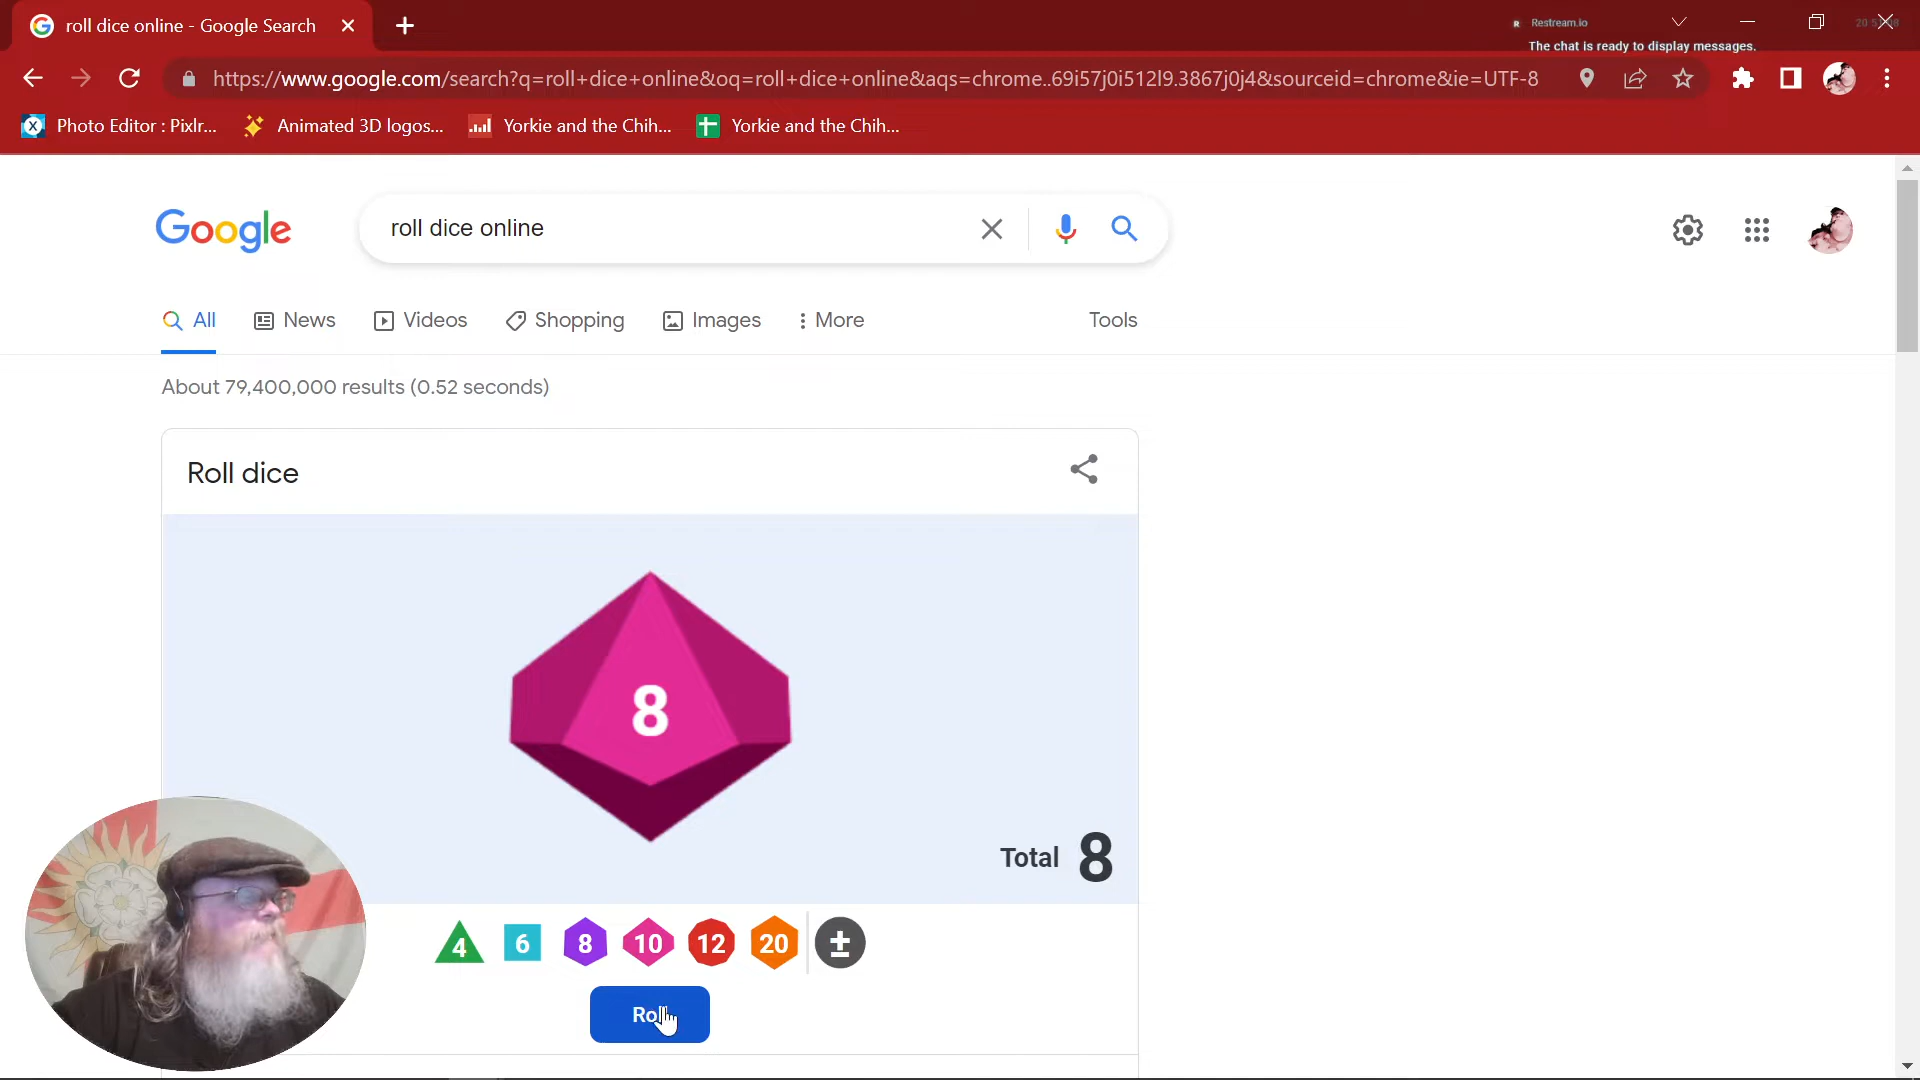 roll dice online - Google Search
Restream.io
The chat is ready to display messages.
https://www.google.com/search?q=roll+dice+online&oq=roll+dice+online&aqs=chrome..69i57j0i512l9.3867j0j4&sourceid=chrome&ie=UTF-8
Photo Editor : Pixlr...
Animated 3D logos...
Yorkie and the Chih...
Yorkie and the Chih...
Google
roll dice online
All
News
Videos
Shopping
Images
More
Tools
About 79,400,000 results (0.52 seconds)
Roll dice
8
Total 8
4
6
8
10
12
20
±